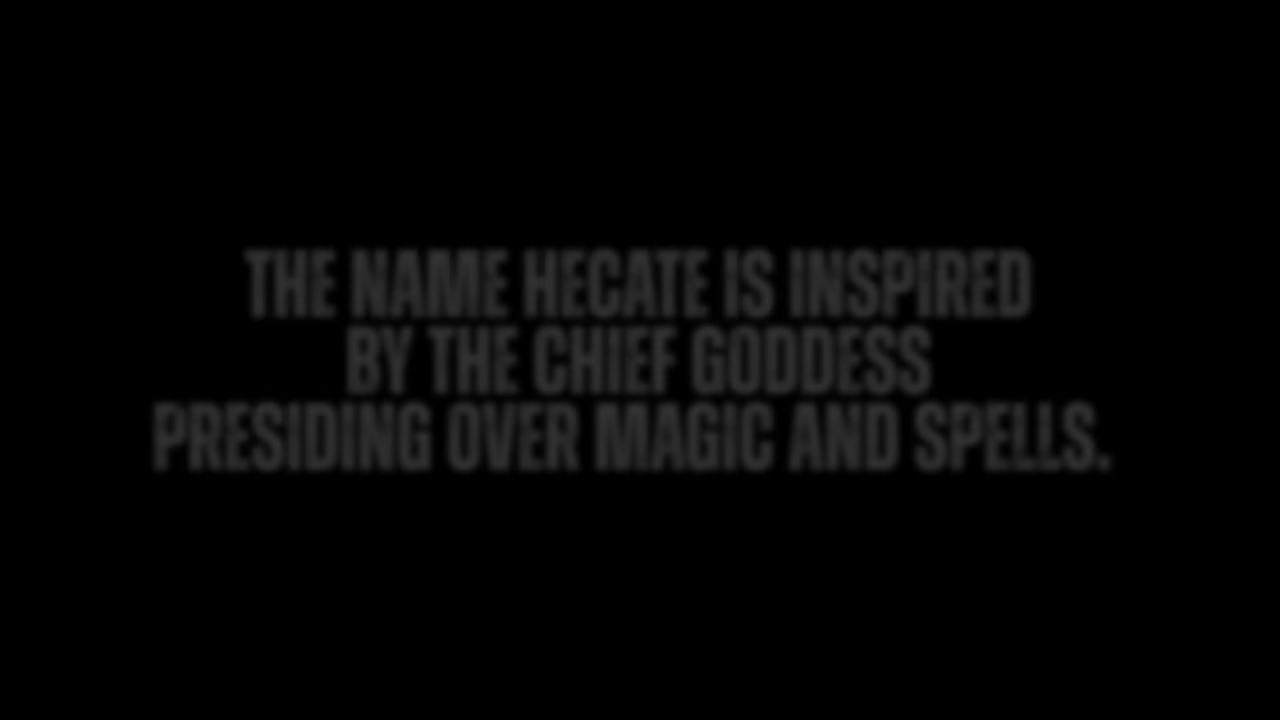 THE NAME HECATE IS INSPIRED
BY THE CHIEF GODDESS
PRESIDING OVER MAGIC AND SPELLS.